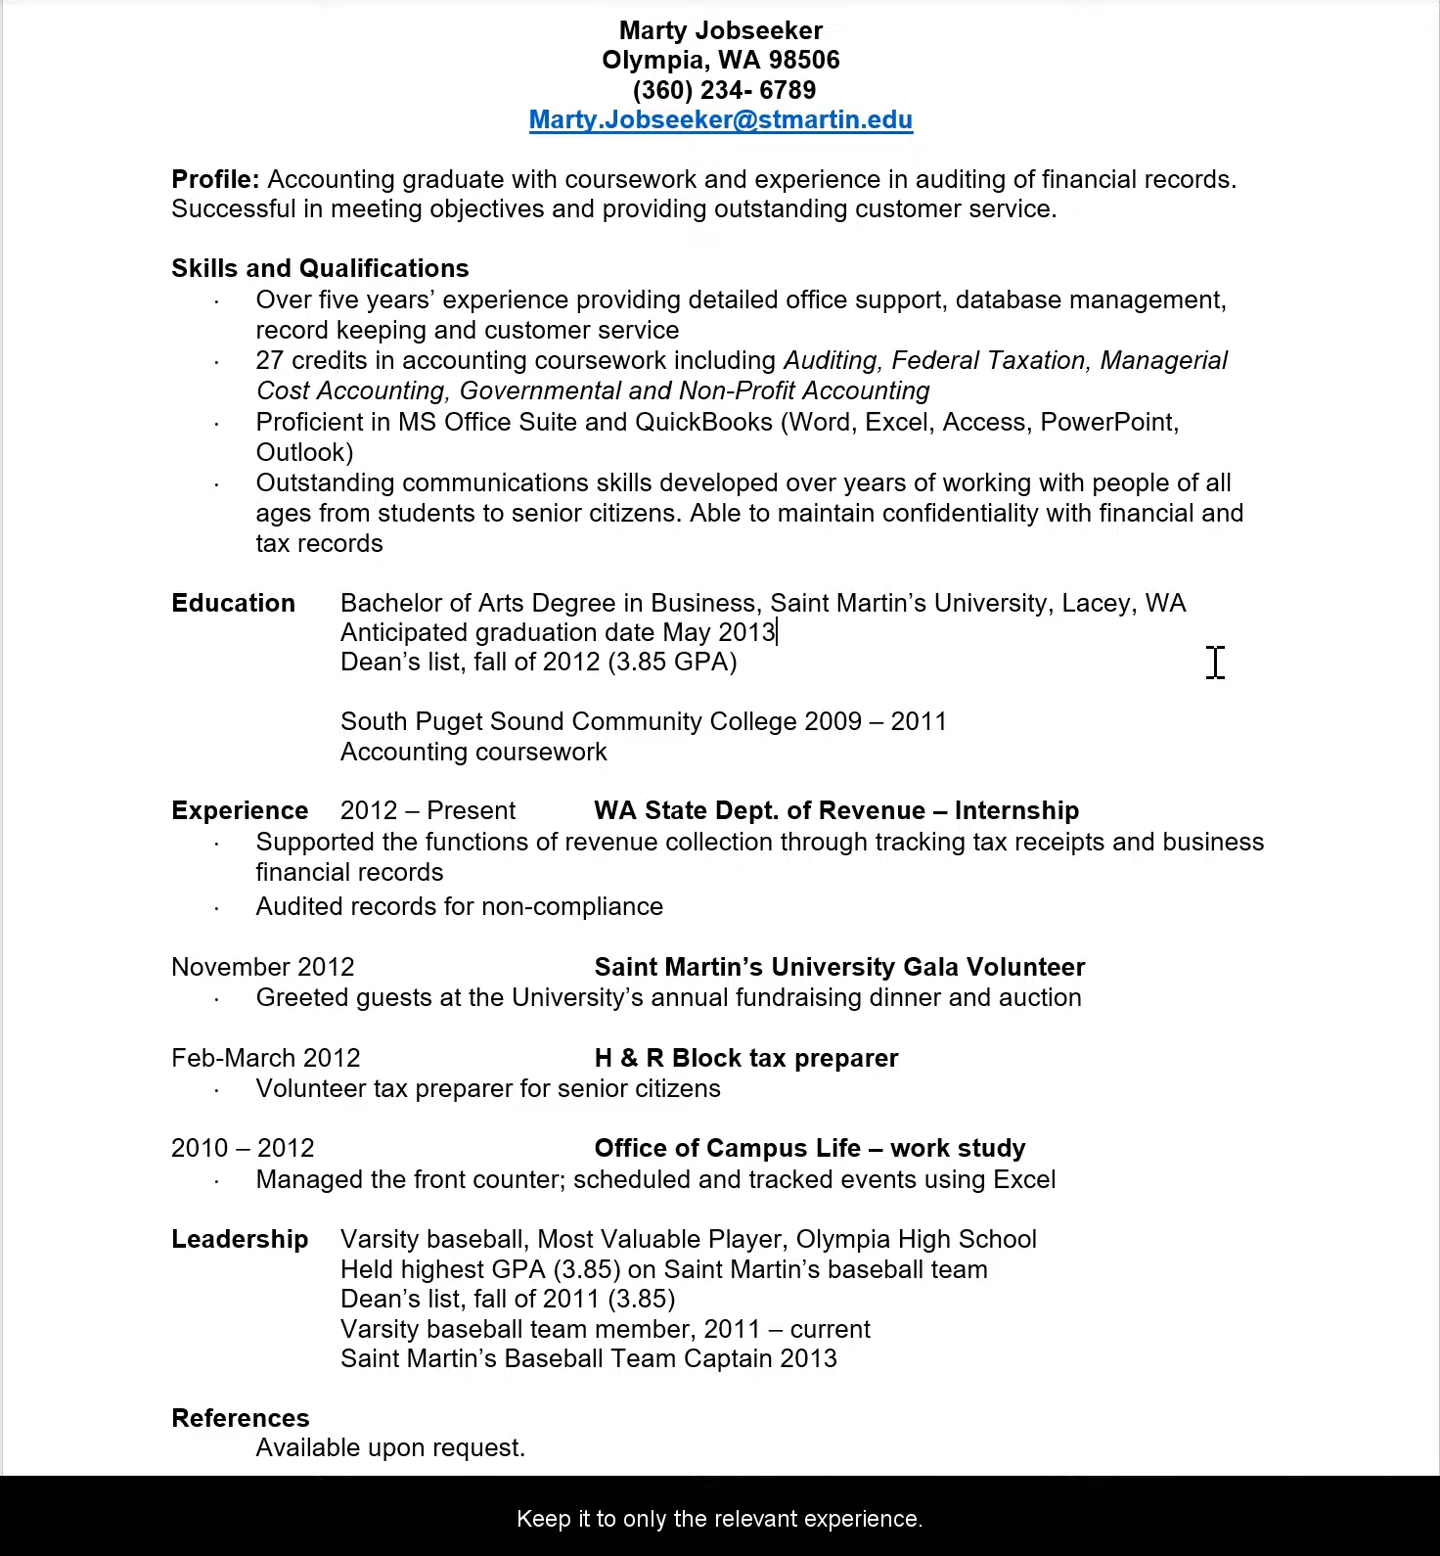 Marty Jobseeker
Olympia, WA 98506
(360) 234- 6789
Marty.Jobseeker@stmartin.edu
Profile: Accounting graduate with coursework and experience in auditing of financial records.
Successful in meeting objectives and providing outstanding customer service.
Skills and Qualifications
· Over five years’ experience providing detailed office support, database management,
record keeping and customer service
· 27 credits in accounting coursework including Auditing, Federal Taxation, Managerial
Cost Accounting, Governmental and Non-Profit Accounting
· Proficient in MS Office Suite and QuickBooks (Word, Excel, Access, PowerPoint,
Outlook)
· Outstanding communications skills developed over years of working with people of all
ages from students to senior citizens. Able to maintain confidentiality with financial and
tax records
Education Bachelor of Arts Degree in Business, Saint Martin’s University, Lacey, WA
Anticipated graduation date May 2013
Dean’s list, fall of 2012 (3.85 GPA)
South Puget Sound Community College 2009 – 2011
Accounting coursework
Experience 2012 – Present WA State Dept. of Revenue – Internship
· Supported the functions of revenue collection through tracking tax receipts and business
financial records
· Audited records for non-compliance
November 2012 Saint Martin’s University Gala Volunteer
· Greeted guests at the University’s annual fundraising dinner and auction
Feb-March 2012 H & R Block tax preparer
· Volunteer tax preparer for senior citizens
2010 – 2012 Office of Campus Life – work study
· Managed the front counter; scheduled and tracked events using Excel
Leadership Varsity baseball, Most Valuable Player, Olympia High School
Held highest GPA (3.85) on Saint Martin’s baseball team
Dean’s list, fall of 2011 (3.85)
Varsity baseball team member, 2011 – current
Saint Martin’s Baseball Team Captain 2013
References
Available upon request.
Keep it to only the relevant experience.